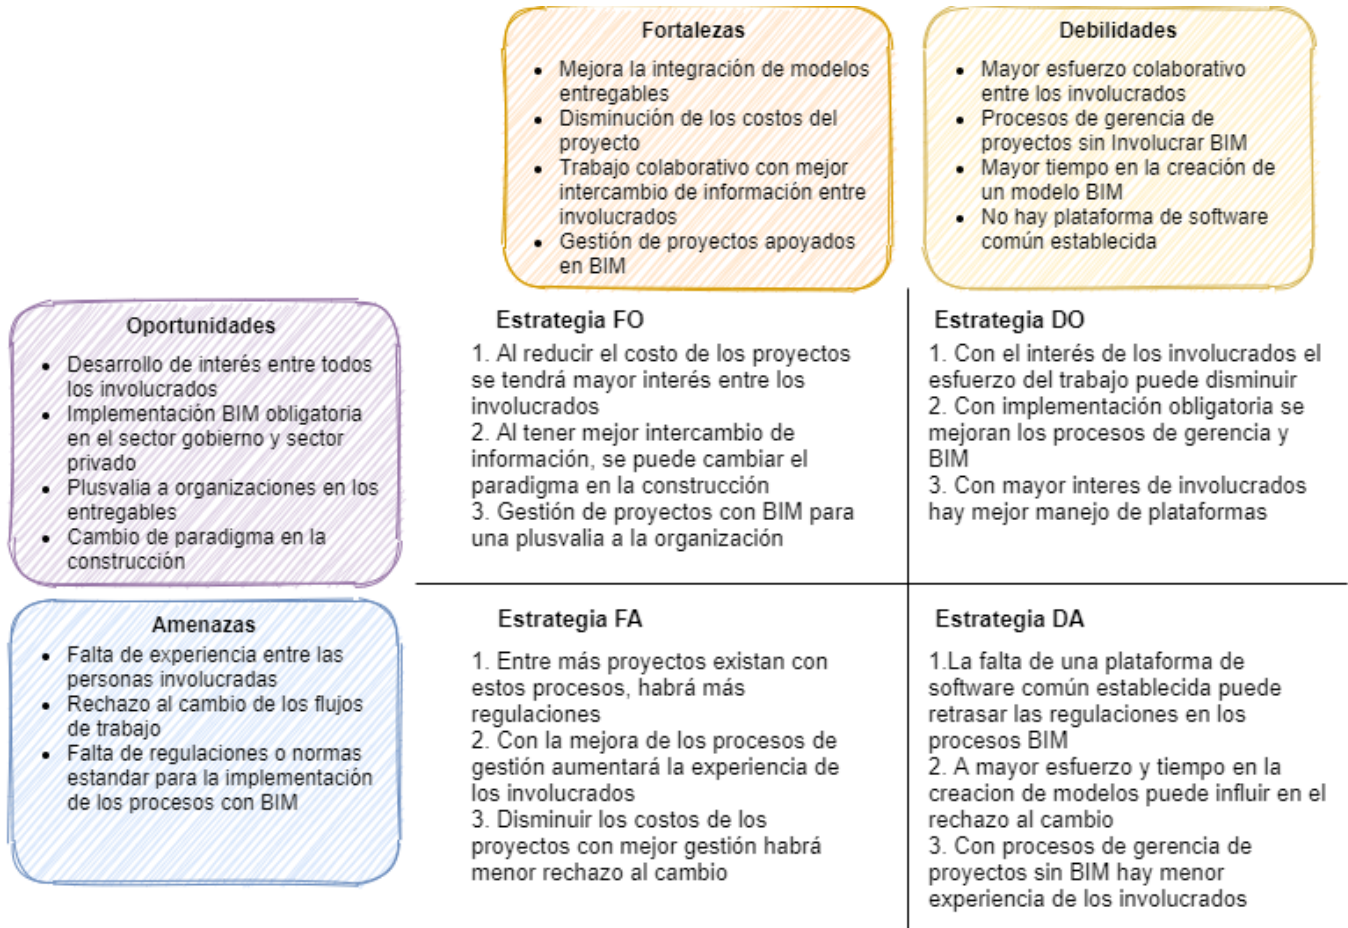 Fortalezas
• Mejora la integración de modelos
entregables
• Disminución de los costos del
proyecto
• Trabajo colaborativo con mejor
intercambio de información entre
involucrados
• Gestión de proyectos apoyados
en BIM
Debilidades
• Mayor esfuerzo colaborativo
entre los involucrados
• Procesos de gerencia de
proyectos sin Involucrar BIM
• Mayor tiempo en la creación de
un modelo BIM
• No hay plataforma de software
común establecida
Oportunidades
• Desarrollo de interés entre todos
los involucrados
• Implementación BIM obligatoria
en el sector gobierno y sector
privado
• Plusvalia a organizaciones en los
entregables
• Cambio de paradigma en la
construcción
Estrategia FO
1. Al reducir el costo de los proyectos
se tendrá mayor interés entre los
involucrados
2. Al tener mejor intercambio de
información, se puede cambiar el
paradigma en la construcción
3. Gestión de proyectos con BIM para
una plusvalia a la organización
Estrategia DO
1. Con el interés de los involucrados el
esfuerzo del trabajo puede disminuir
2. Con implementación obligatoria se
mejoran los procesos de gerencia y
BIM
3. Con mayor interes de involucrados
hay mejor manejo de plataformas
Amenazas
• Falta de experiencia entre las
personas involucradas
• Rechazo al cambio de los flujos
de trabajo
• Falta de regulaciones o normas
estandar para la implementación
de los procesos con BIM
Estrategia FA
1. Entre más proyectos existan con
estos procesos, habrá más
regulaciones
2. Con la mejora de los procesos de
gestión aumentará la experiencia de
los involucrados
3. Disminuir los costos de los
proyectos con mejor gestión habrá
menor rechazo al cambio
Estrategia DA
1.La falta de una plataforma de
software común establecida puede
retrasar las regulaciones en los
procesos BIM
2. A mayor esfuerzo y tiempo en la
creacion de modelos puede influir en el
rechazo al cambio
3. Con procesos de gerencia de
proyectos sin BIM hay menor
experiencia de los involucrados